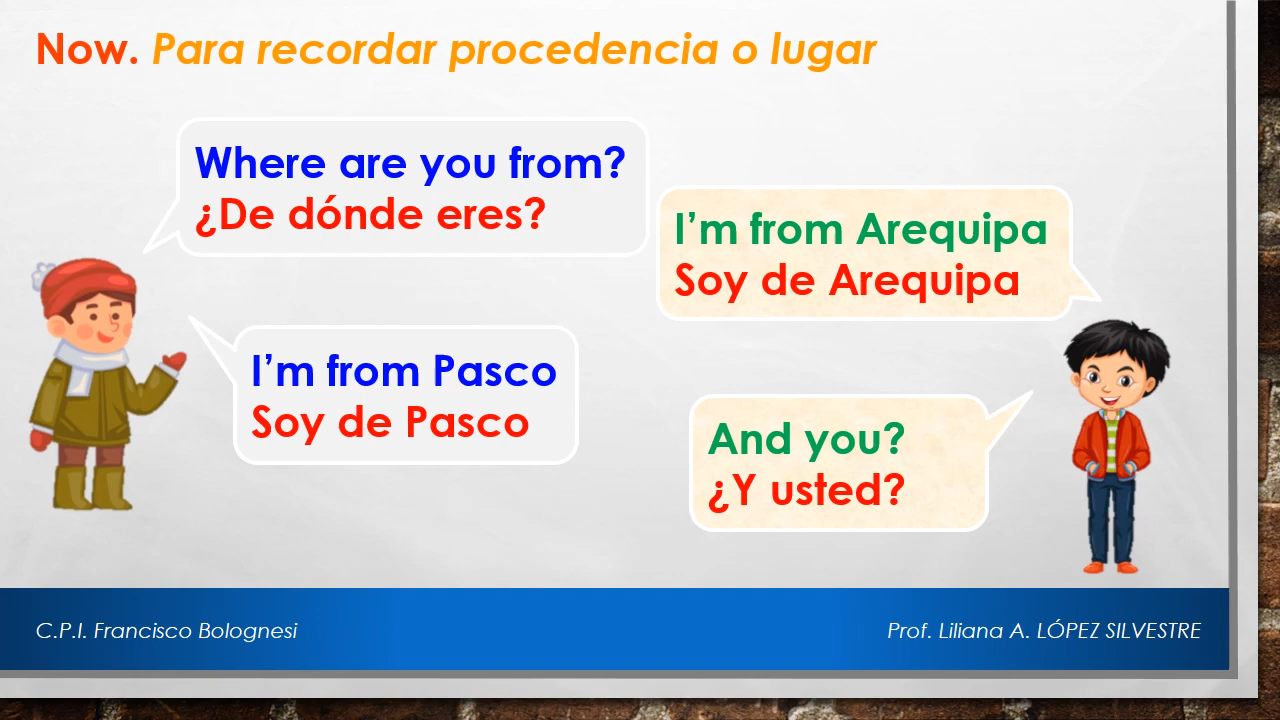 Now. Para recordar procedencia o lugar
Where are you from?
¿De dónde eres?
I’m from Arequipa
Soy de Arequipa
And you?
¿Y usted?
I’m from Pasco
Soy de Pasco
C.P.I. Francisco Bolognesi
Prof. Liliana A. LÓPEZ SILVESTRE